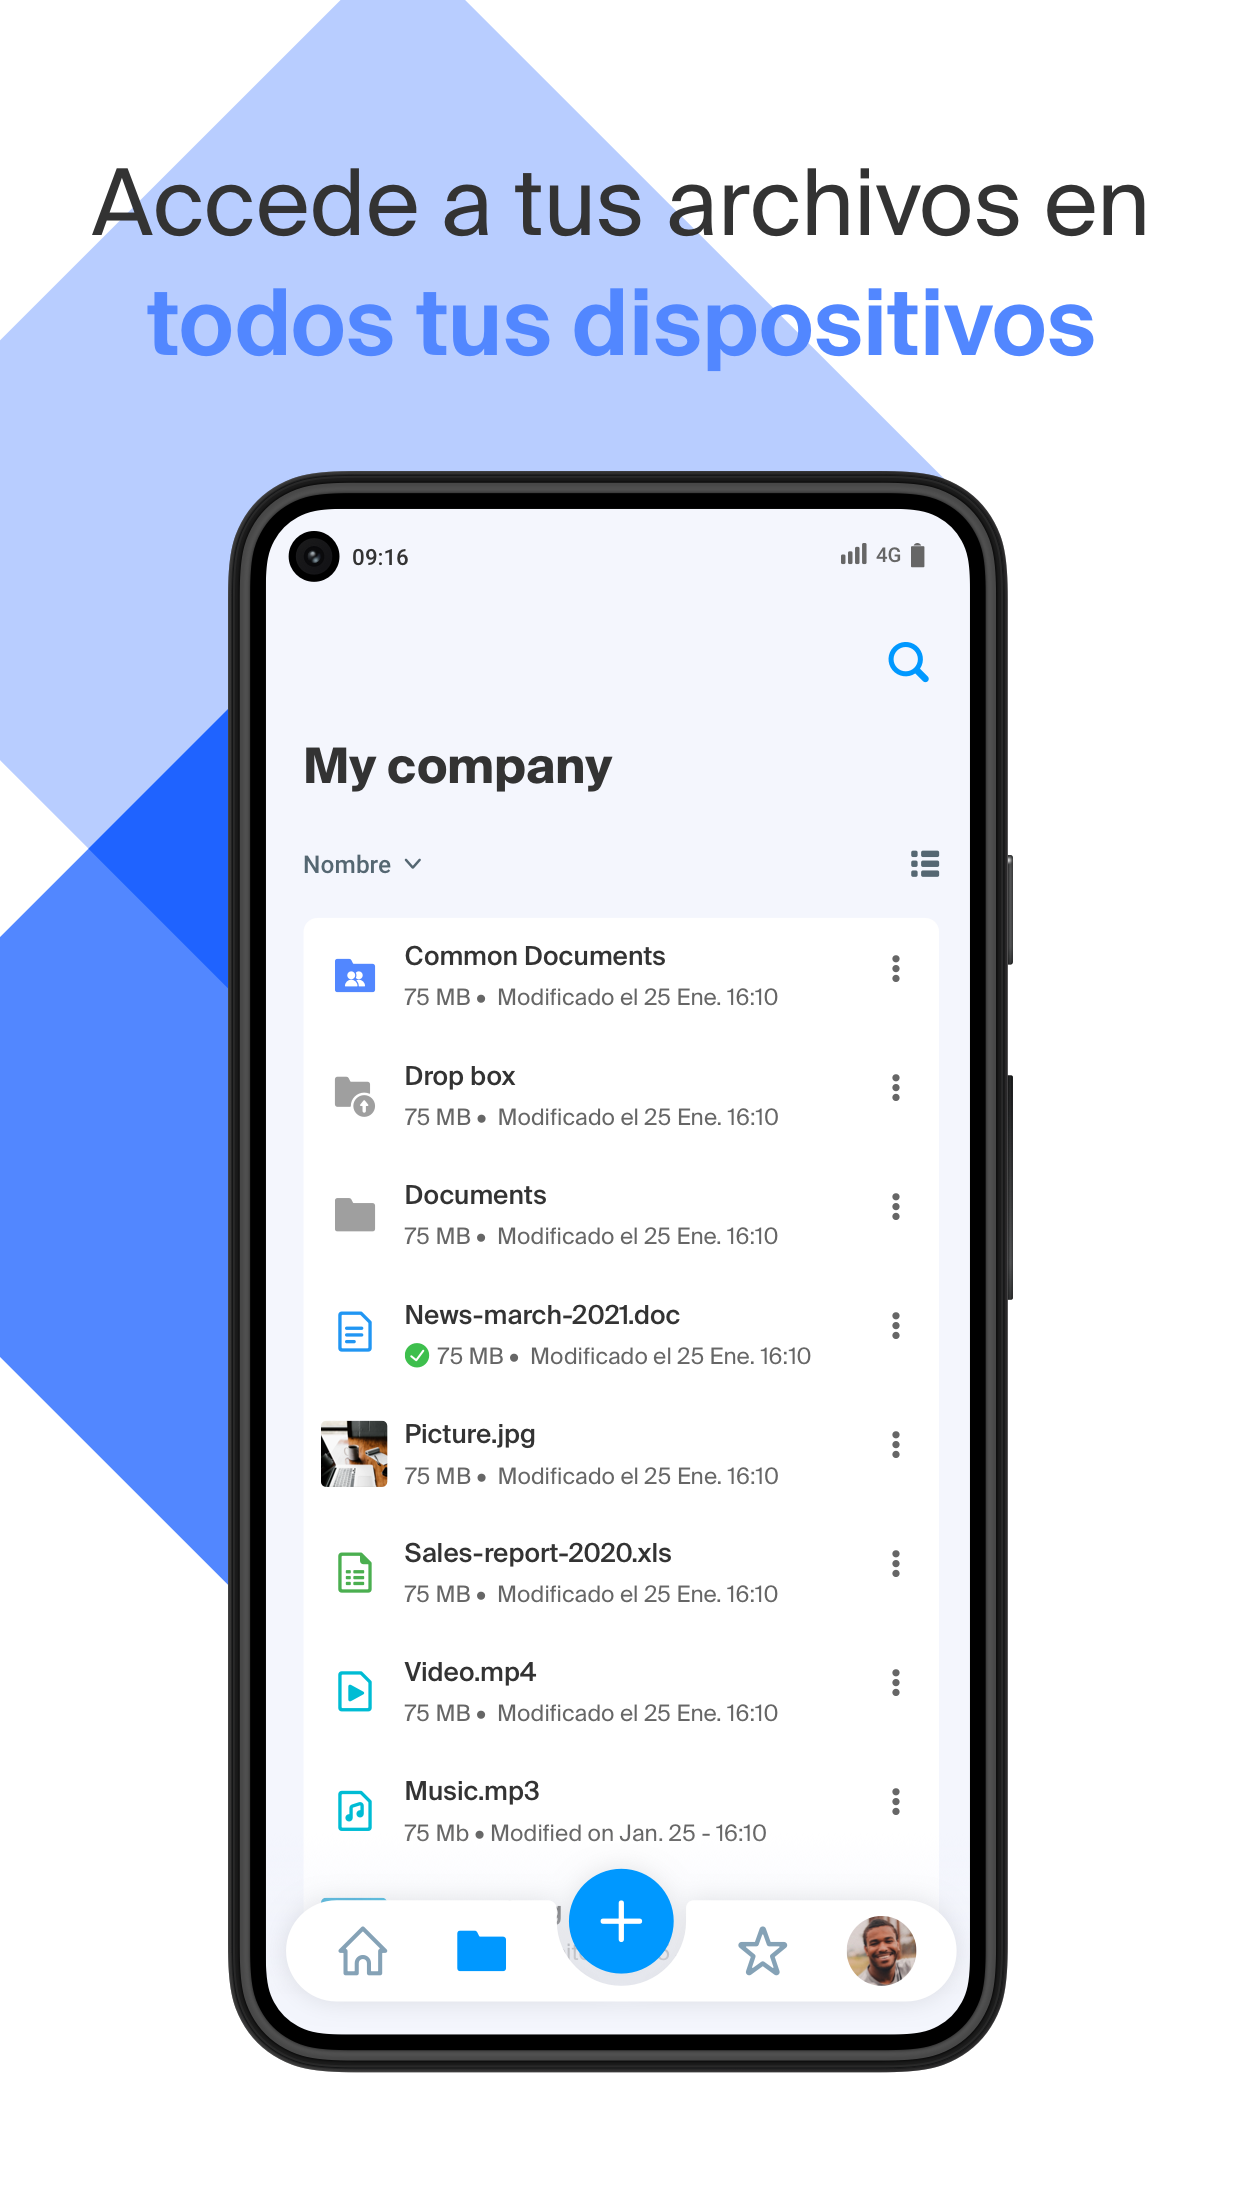 Accede a tus archivos en
todos tus dispositivos
09:16
4G
My company
Nombre
Common Documents
75 MB • Modificado el 25 Ene. 16:10
Drop box
75 MB • Modificado el 25 Ene. 16:10
Documents
75 MB • Modificado el 25 Ene. 16:10
News-march-2021.doc
75 MB • Modificado el 25 Ene. 16:10
Picture.jpg
75 MB • Modificado el 25 Ene. 16:10
Sales-report-2020.xls
75 MB • Modificado el 25 Ene. 16:10
Video.mp4
75 MB • Modificado el 25 Ene. 16:10
Music.mp3
75 Mb • Modified on Jan. 25 - 16:10